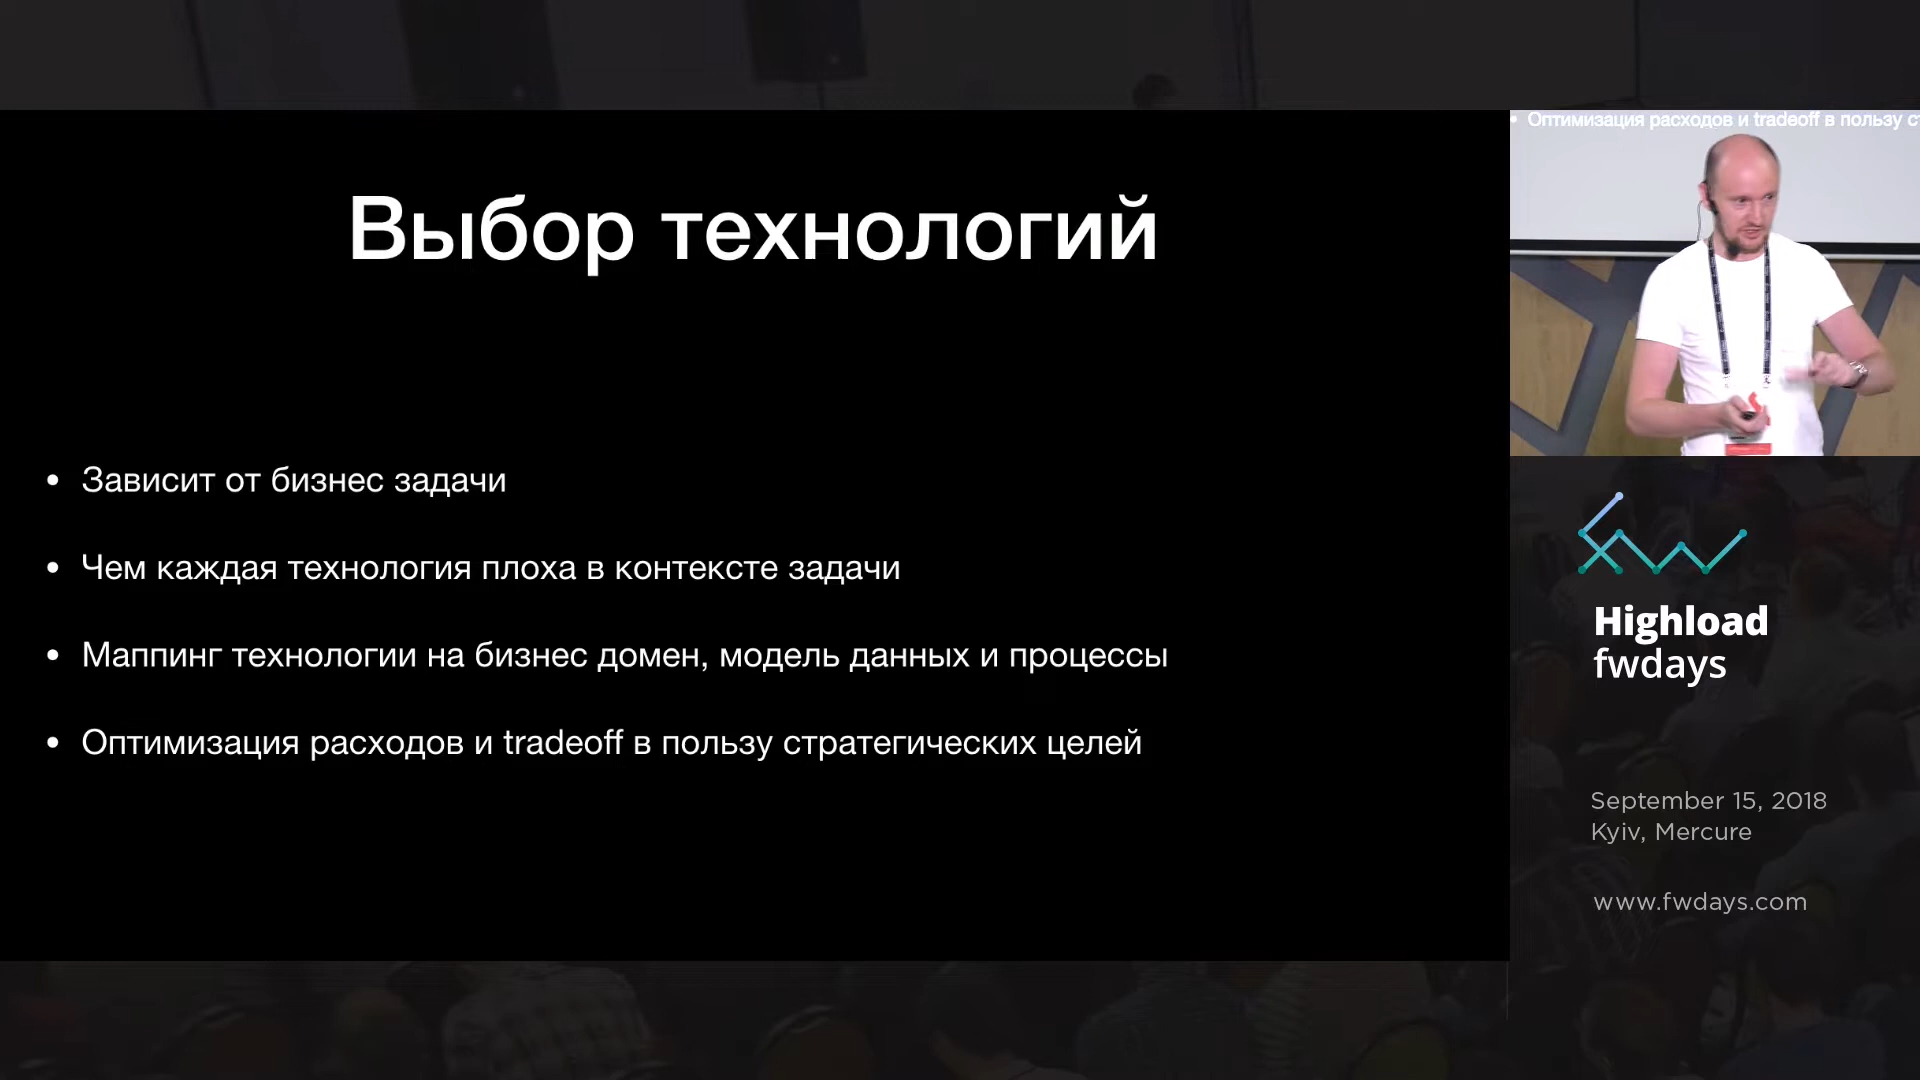 Выбор технологий
• Зависит от бизнес задачи
• Чем каждая технология плоха в контексте задачи
• Маппинг технологии на бизнес домен, модель данных и процессы
• Оптимизация расходов и tradeoff в пользу стратегических целей
• Оптимизация расходов и tradeoff в пользу
Highload
fwdays
September 15, 2018
Kyiv, Mercure
www.fwdays.com